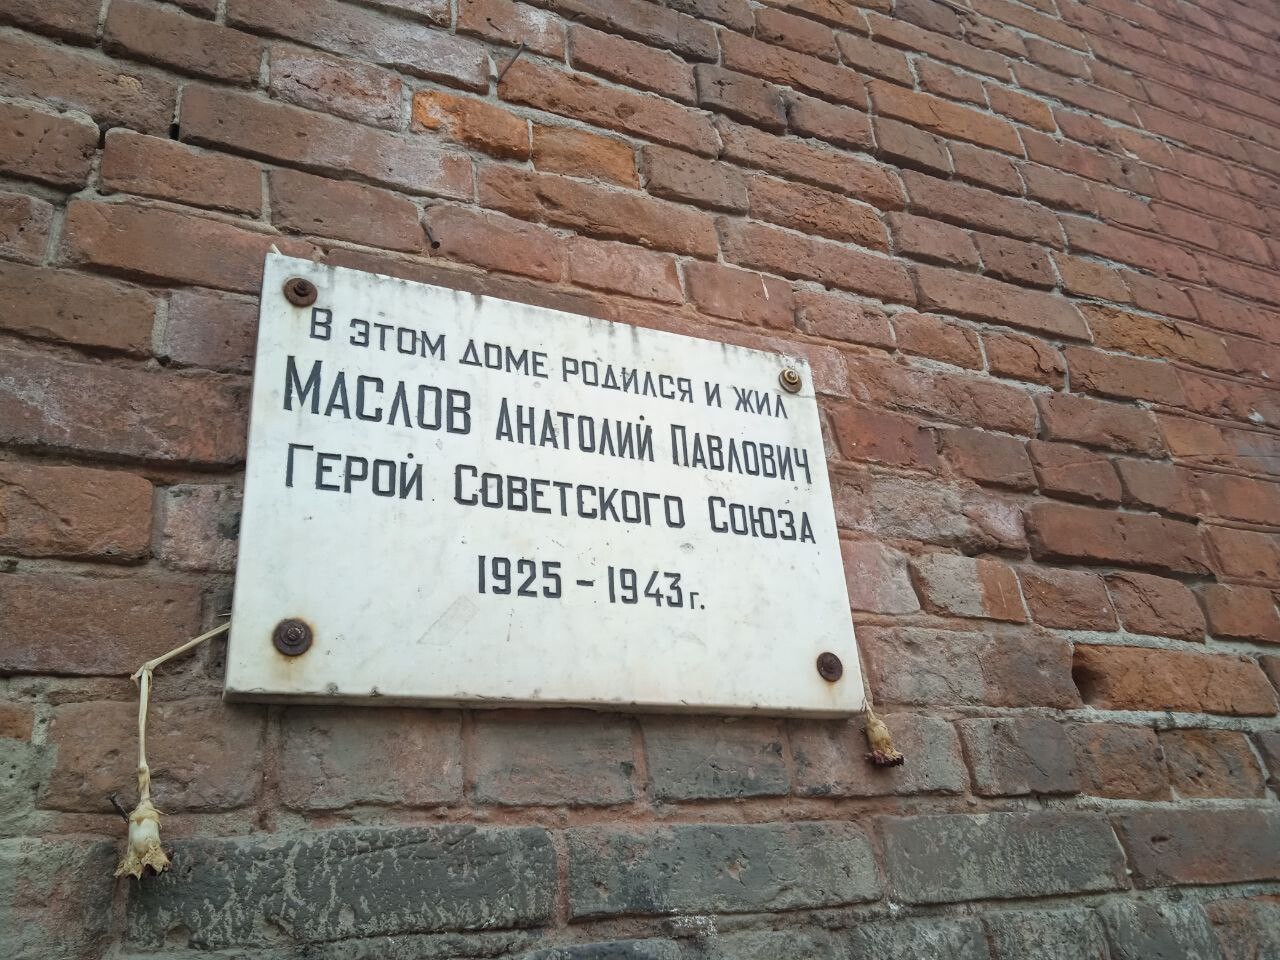 В ЭТОМ ДОМЕ РОДИЛСЯ И ЖИЛ
МАСЛОВ АНАТОЛИЙ ПАВЛОВИЧ
ГЕРОЙ СОВЕТСКОГО СОЮЗА
1925 – 1943 г.